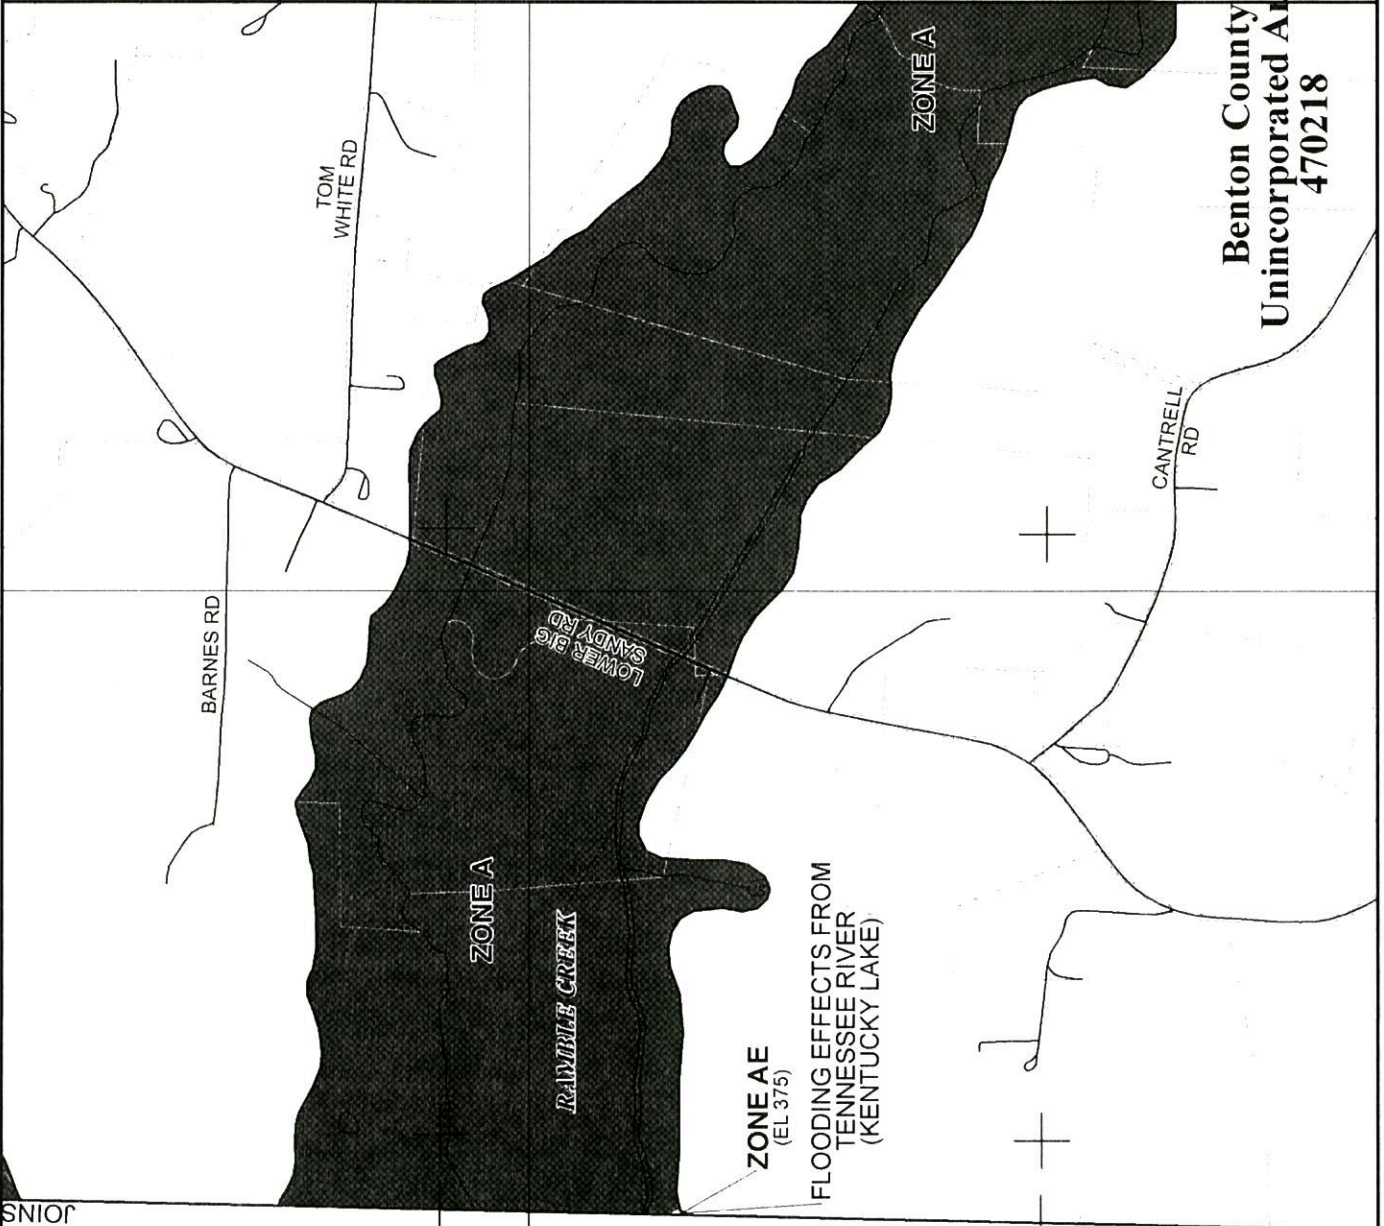 JOINS
TOM
WHITE RD
BARNES RD
ZONE A
LOWER BIG
SANDY RD
ZONE A
RAMBLE CREEK
ZONE AE
(EL 375)
FLOODING EFFECTS FROM
TENNESSEE RIVER
(KENTUCKY LAKE)
CANTRELL
RD
Benton County
Unincorporated Ar
470218